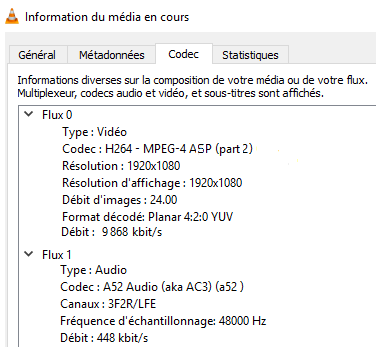 Information du média en cours
Général Métadonnées Codec Statistiques
Informations diverses sur la composition de votre média ou de votre flux.
Multiplexeur, codecs audio et vidéo, et sous-titres sont affichés.
Flux 0
Type : Vidéo
Codec : H264 - MPEG-4 ASP (part 2)
Résolution : 1920x1080
Résolution d'affichage : 1920x1080
Débit d'images : 24.00
Format décodé: Planar 4:2:0 YUV
Débit : 9 868 kbit/s
Flux 1
Type : Audio
Codec : A52 Audio (aka AC3) (a52 )
Canaux : 3F2R/LFE
Fréquence d'échantillonnage: 48000 Hz
Débit : 448 kbit/s